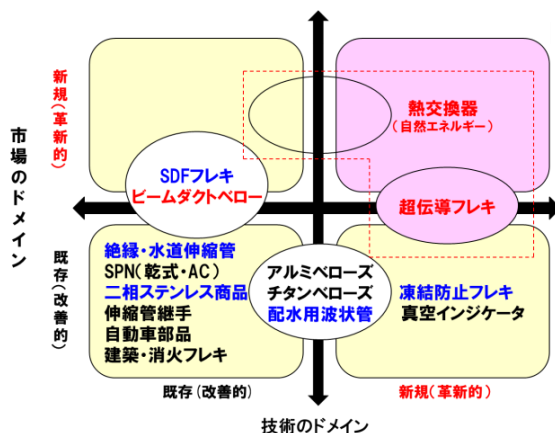 市場のドメイン
新規(革新的)
既存(改善的)
熱交換器
(自然エネルギー)
SDFフレキ
ビームダクトベロー
超伝導フレキ
絶縁・水道伸縮管
SPN(乾式・AC)
二相ステンレス商品
伸縮管継手
自動車部品
建築・消火フレキ
アルミベローズ
チタンベローズ
配水用波状管
凍結防止フレキ
真空インジケータ
既存(改善的)
新規(革新的)
技術のドメイン